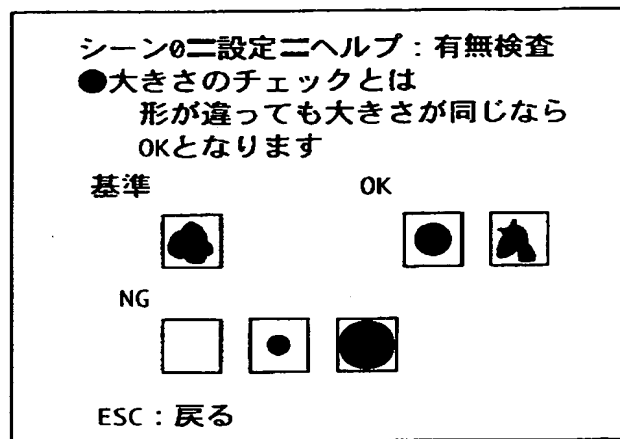 シーン0＝設定＝ヘルプ：有無検査
●大きさのチェックとは
形が違っても大きさが同じなら
OKとなります
基準 OK
NG
ESC：戻る